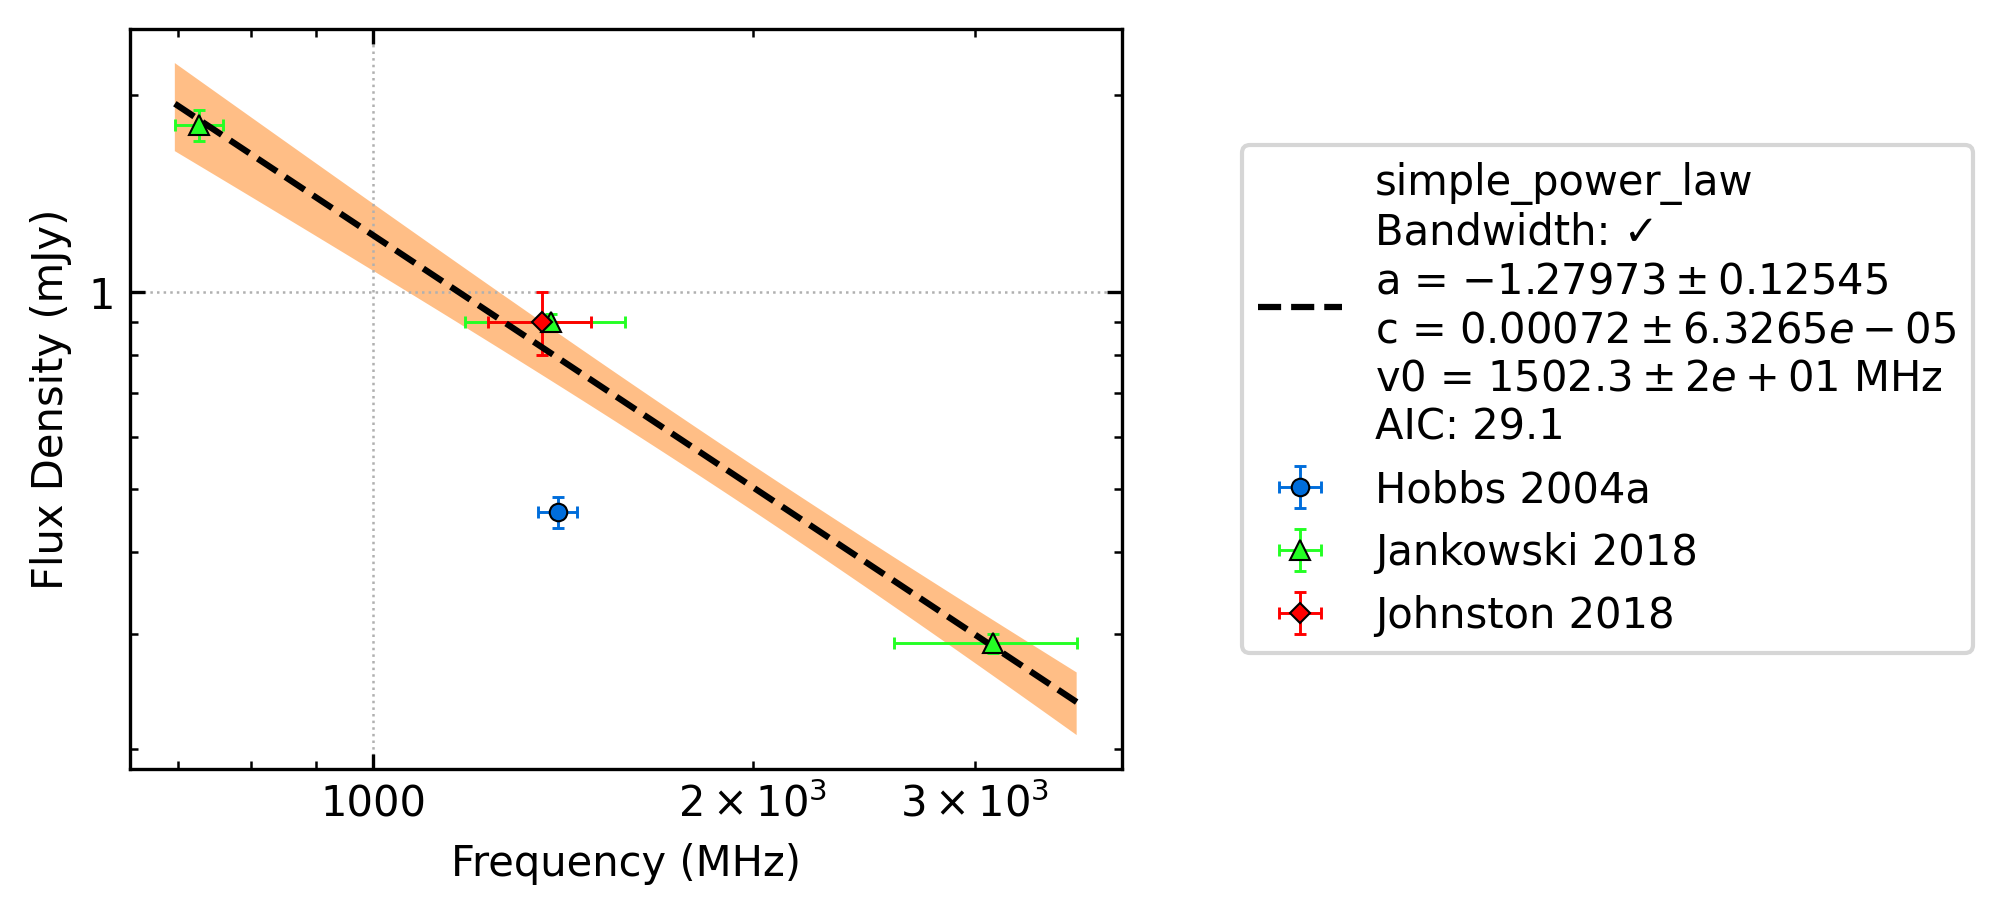 Flux Density (mJy)
1
1000
2 × 10³
3 × 10³
Frequency (MHz)
simple_power_law
Bandwidth: ✓
a = −1.27973 ± 0.12545
c = 0.00072 ± 6.3265e − 05
v0 = 1502.3 ± 2e + 01 MHz
AIC: 29.1
Hobbs 2004a
Jankowski 2018
Johnston 2018